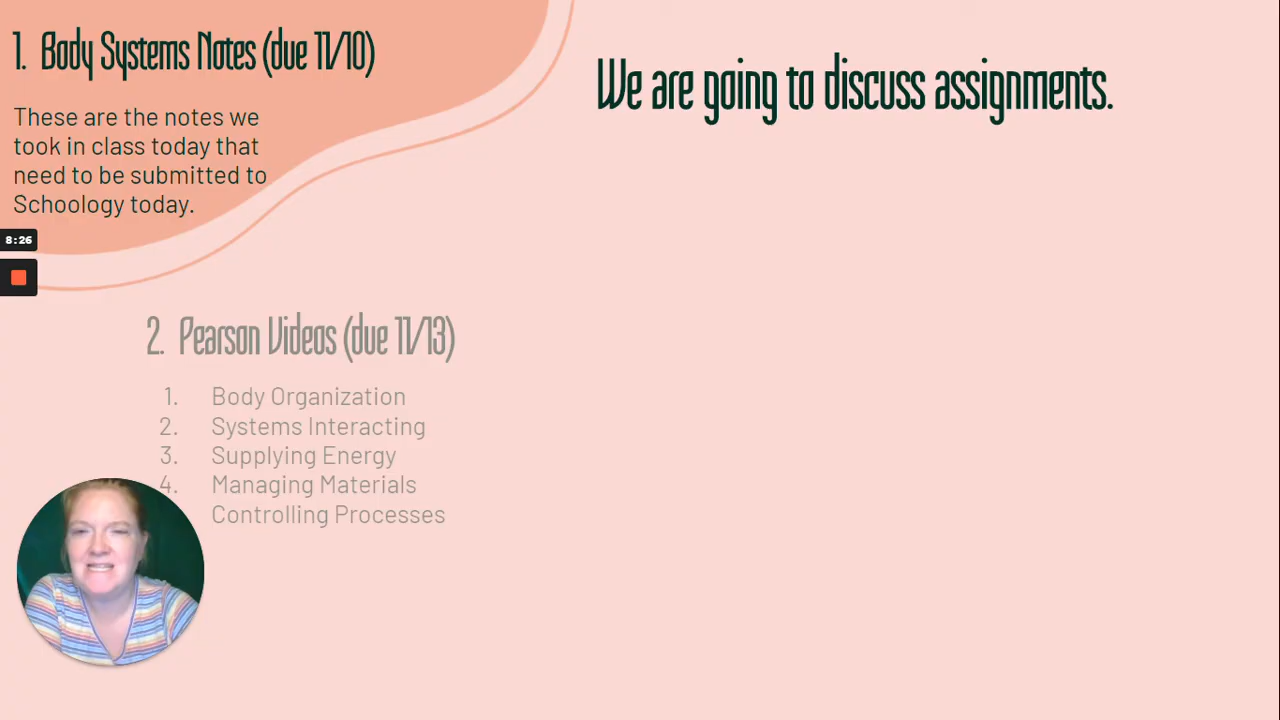 1. Body Systems Notes (due 11/10)
These are the notes we
took in class today that
need to be submitted to
Schoology today.
We are going to discuss assignments.
8:26
2. Pearson Videos (due 11/13)
1. Body Organization
2. Systems Interacting
3. Supplying Energy
4. Managing Materials
Controlling Processes